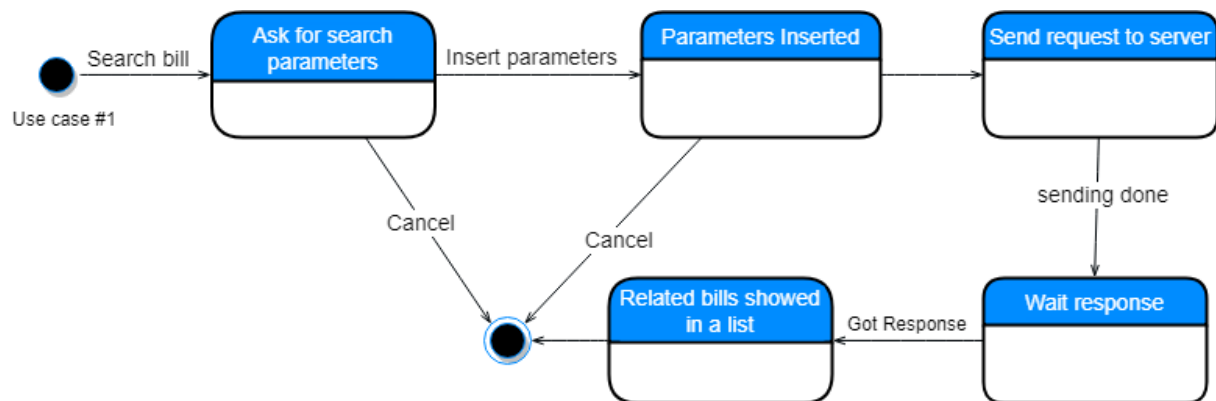 Search bill
Use case #1
Ask for search
parameters
Insert parameters
Parameters Inserted
Send request to server
Cancel
Cancel
sending done
Related bills showed
in a list
Got Response
Wait response